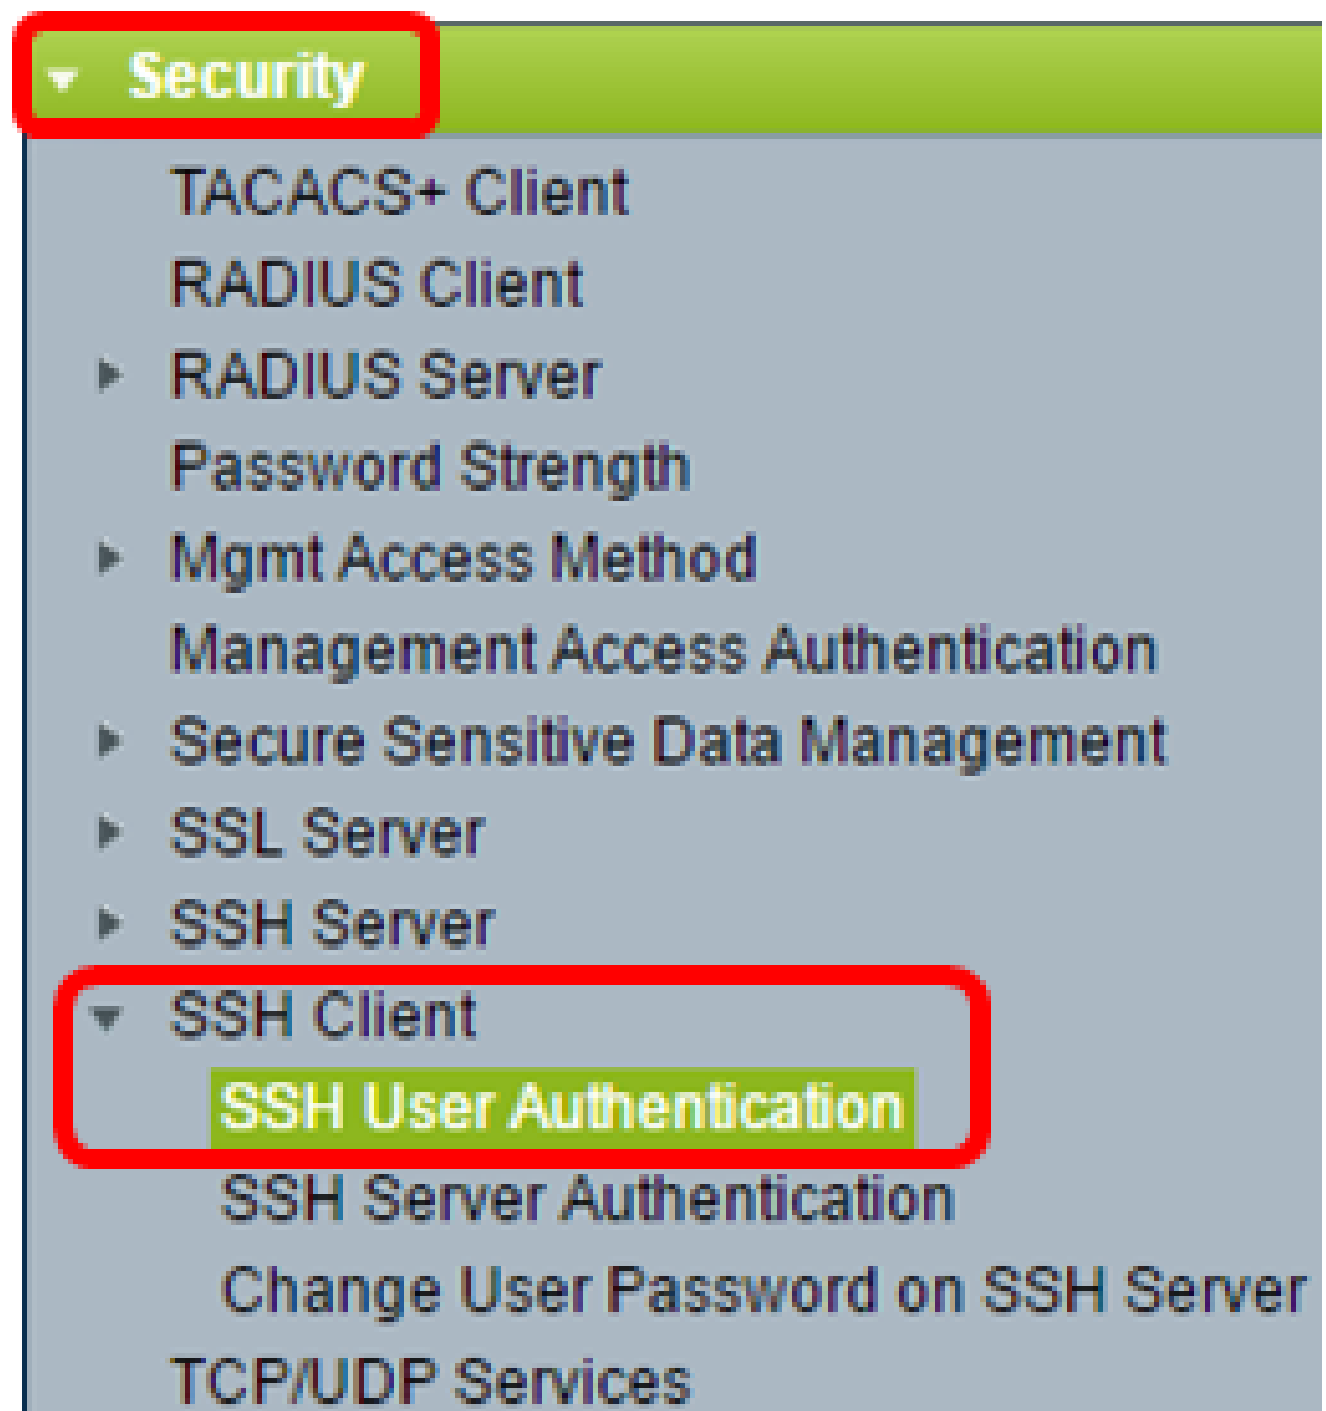 Security
TACACS+ Client
RADIUS Client
RADIUS Server
Password Strength
Mgmt Access Method
Management Access Authentication
Secure Sensitive Data Management
SSL Server
SSH Server
SSH Client
SSH User Authentication
SSH Server Authentication
Change User Password on SSH Server
TCP/UDP Services